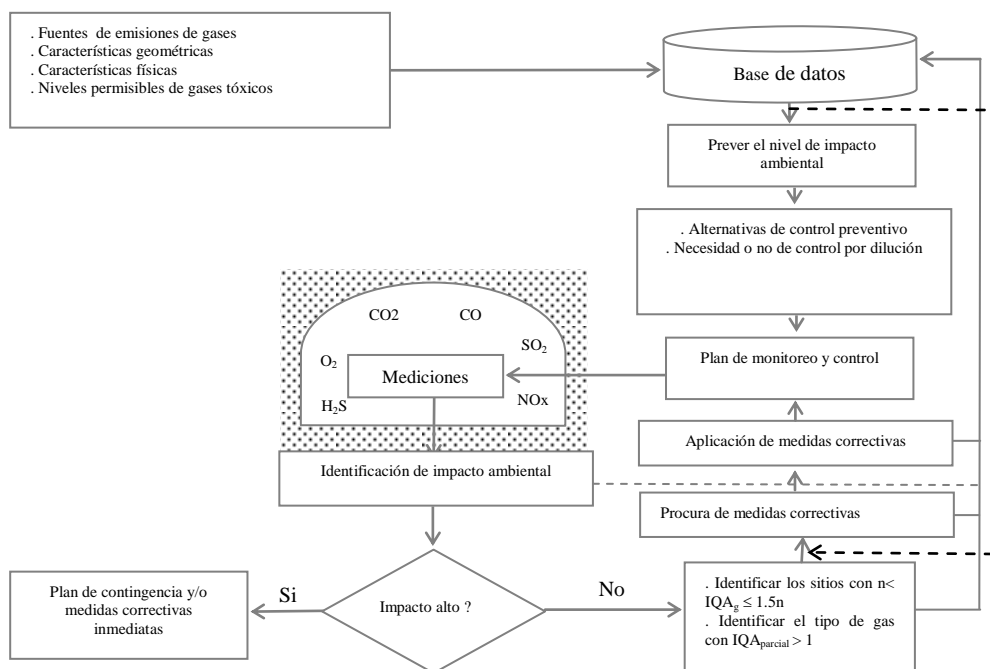 . Fuentes de emisiones de gases
. Características geométricas
. Características físicas
. Niveles permisibles de gases tóxicos
Base de datos
Prever el nivel de impacto
ambiental
. Alternativas de control preventivo
. Necesidad o no de control por dilución
CO2
CO
SO₂
O₂
Mediciones
H₂S
NOx
Plan de monitoreo y control
Aplicación de medidas correctivas
Identificación de impacto ambiental
Procura de medidas correctivas
Plan de contingencia y/o
medidas correctivas
inmediatas
Si
Impacto alto ?
No
. Identificar los sitios con n<
IQAg ≤ 1.5n
. Identificar el tipo de gas
con IQAparcial > 1